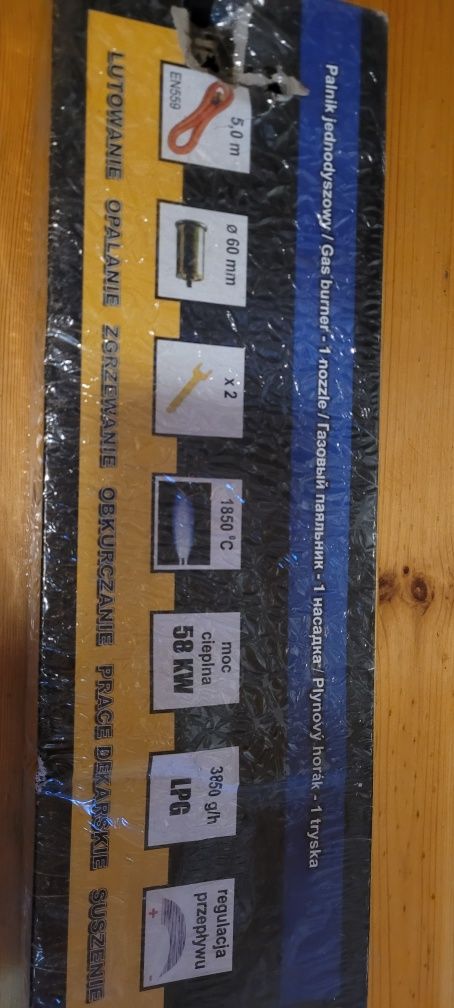 Palnik jednodyszowy / Gas burner - 1 nozzle / Газовый паяльник - 1 насадка / Plynový horák - 1 tryska
5,0 m
EN559
ø 60 mm
x 2
1850 °C
moc
cieplna
58 KW
3850 g/h
LPG
regulacja
przepływu
+ -
LUTOWANIE OPALANIE ZGRZEWANIE OBKURCZANIE PRACE DEKARSKIE SUSZENIE